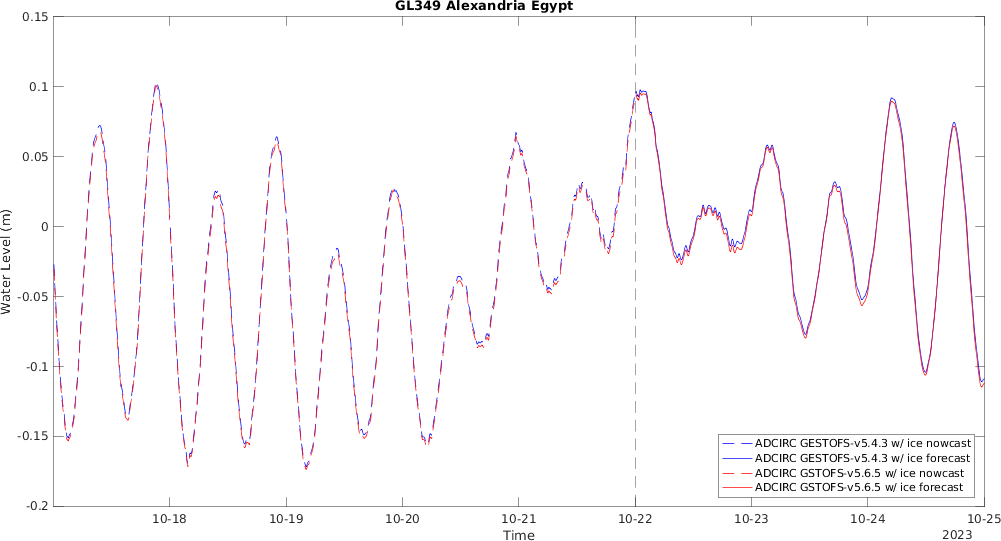 GL349 Alexandria Egypt
0.15
0.1
0.05
0
-0.05
-0.1
-0.15
-0.2
Water Level (m)
10-18
10-19
10-20
10-21
10-22
10-23
10-24
10-25
Time
2023
ADCIRC GESTOFS-v5.4.3 w/ ice nowcast
ADCIRC GESTOFS-v5.4.3 w/ ice forecast
ADCIRC GSTOFS-v5.6.5 w/ ice nowcast
ADCIRC GSTOFS-v5.6.5 w/ ice forecast